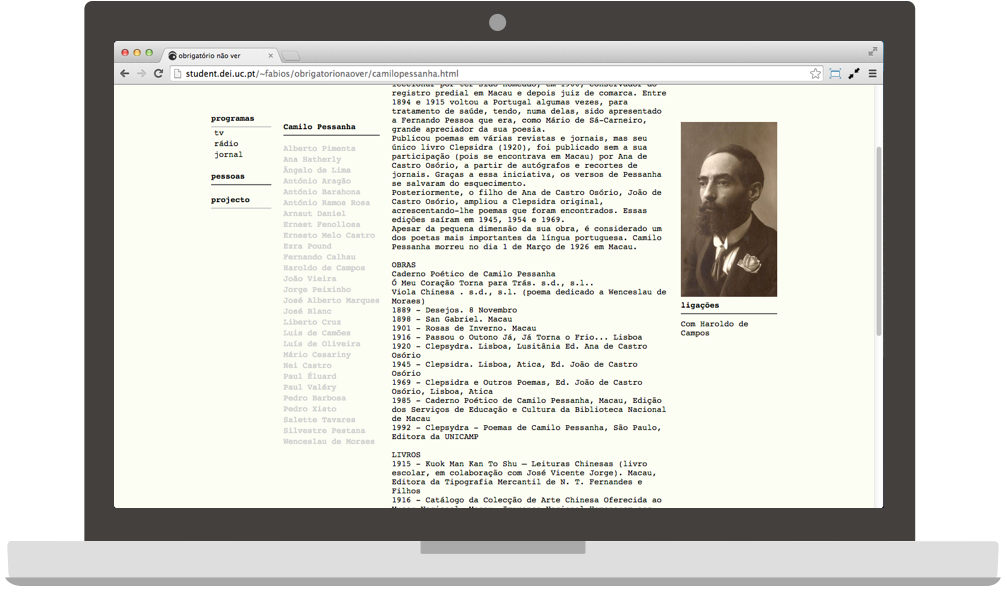 obrigatório não ver
student.dei.uc.pt/~fabios/obrigatorionaover/camilopessanha.html
programas
tv
rádio
jornal
pessoas
projecto
Camilo Pessanha
Alberto Pimenta
Ana Hatherly
Ângelo de Lima
António Aragão
António Barahona
António Ramos Rosa
Arnaut Daniel
Ernest Fenollosa
Ernesto Melo Castro
Ezra Pound
Fernando Calhau
Haroldo de Campos
João Vieira
Jorge Peixinho
José Alberto Marques
José Blanc
Liberto Cruz
Luís de Camões
Luís de Oliveira
Mário Cesariny
Nei Castro
Paul Éluard
Paul Valéry
Pedro Barbosa
Pedro Xisto
Salette Tavares
Silvestre Pestana
Wenceslau de Moraes
registro predial em Macau e depois juiz de comarca. Entre
1894 e 1915 voltou a Portugal algumas vezes, para
tratamento de saúde, tendo, numa delas, sido apresentado
a Fernando Pessoa que era, como Mário de Sá-Carneiro,
grande apreciador da sua poesia.
Publicou poemas em várias revistas e jornais, mas seu
único livro Clepsidra (1920), foi publicado sem a sua
participação (pois se encontrava em Macau) por Ana de
Castro Osório, a partir de autógrafos e recortes de
jornais. Graças a essa iniciativa, os versos de Pessanha
se salvaram do esquecimento.
Posteriormente, o filho de Ana de Castro Osório, João de
Castro Osório, ampliou a Clepsidra original,
acrescentando-lhe poemas que foram encontrados. Essas
edições saíram em 1945, 1954 e 1969.
Apesar da pequena dimensão da sua obra, é considerado um
dos poetas mais importantes da língua portuguesa. Camilo
Pessanha morreu no dia 1 de Março de 1926 em Macau.
OBRAS
Caderno Poético de Camilo Pessanha
Ó Meu Coração Torna para Trás. s.d., s.l..
Viola Chinesa . s.d., s.l. (poema dedicado a Wenceslau de
Moraes)
1889 - Desejos. 8 Novembro
1898 - San Gabriel. Macau
1901 - Rosas de Inverno. Macau
1916 - Passou o Outono Já, Já Torna o Frio... Lisboa
1920 - Clepsydra. Lisboa, Lusitânia Ed. Ana de Castro
Osório
1945 - Clepsidra. Lisboa, Atica, Ed. João de Castro
Osório
1969 - Clepsidra e Outros Poemas, Ed. João de Castro
Osório, Lisboa, Atica
1985 - Caderno Poético de Camilo Pessanha, Macau, Edição
dos Serviços de Educação e Cultura da Biblioteca Nacional
de Macau
1992 - Clepsydra - Poemas de Camilo Pessanha, São Paulo,
Editora da UNICAMP
LIVROS
1915 - Kuok Man Kan To Shu – Leituras Chinesas (livro
escolar, em colaboração com José Vicente Jorge). Macau,
Editora da Tipografia Mercantil de N. T. Fernandes e
Filhos
1916 - Catálogo da Colecção de Arte Chinesa Oferecida ao
ligações
Com Haroldo de
Campos